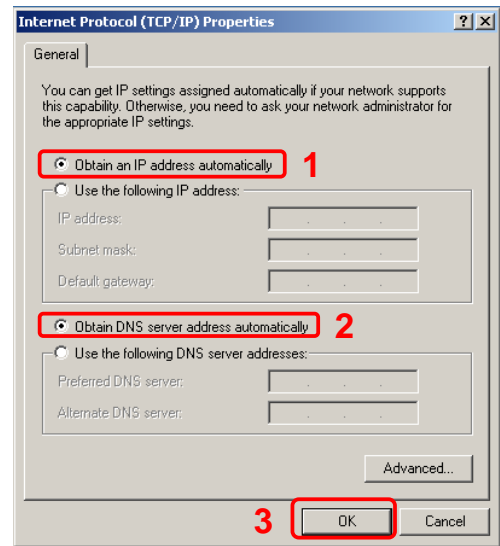 Internet Protocol (TCP/IP) Properties
General
You can get IP settings assigned automatically if your network supports
this capability. Otherwise, you need to ask your network administrator for
the appropriate IP settings.
Obtain an IP address automatically 1
Use the following IP address:
IP address:
Subnet mask:
Default gateway:
Obtain DNS server address automatically 2
Use the following DNS server addresses:
Preferred DNS server:
Alternate DNS server:
Advanced...
3 OK Cancel